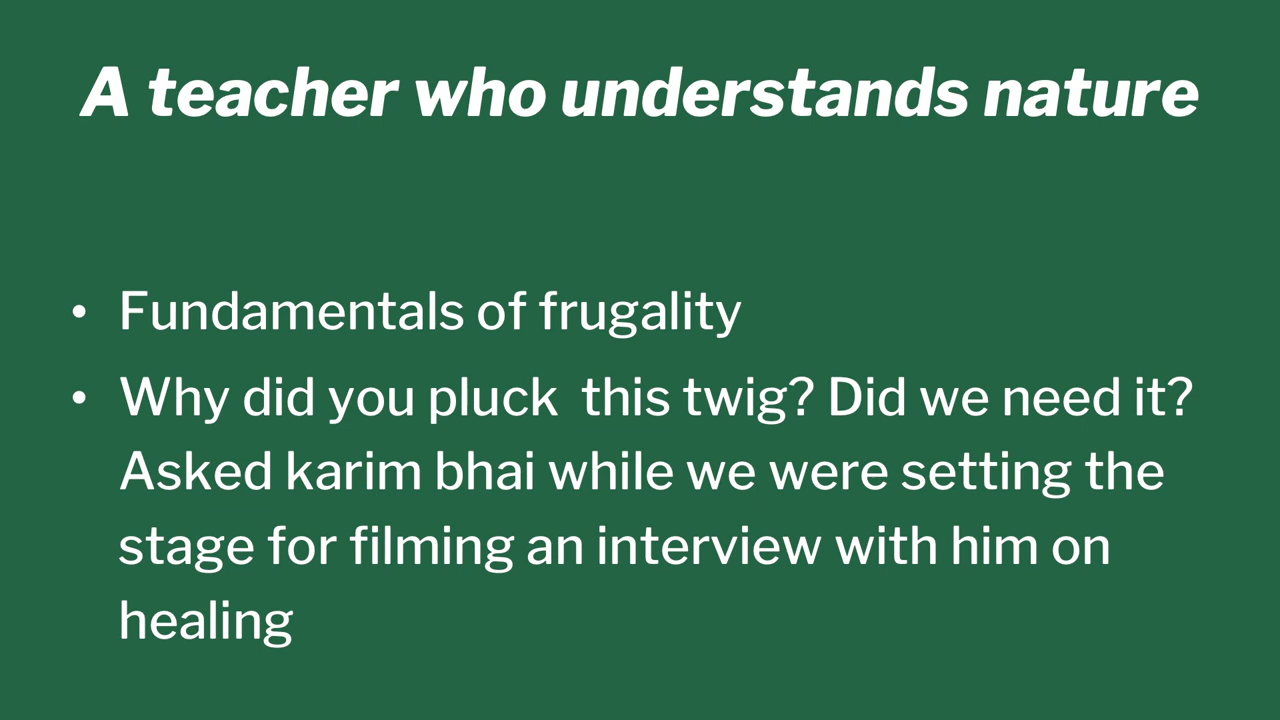 A teacher who understands nature
• Fundamentals of frugality
• Why did you pluck  this twig? Did we need it?
Asked karim bhai while we were setting the
stage for filming an interview with him on
healing